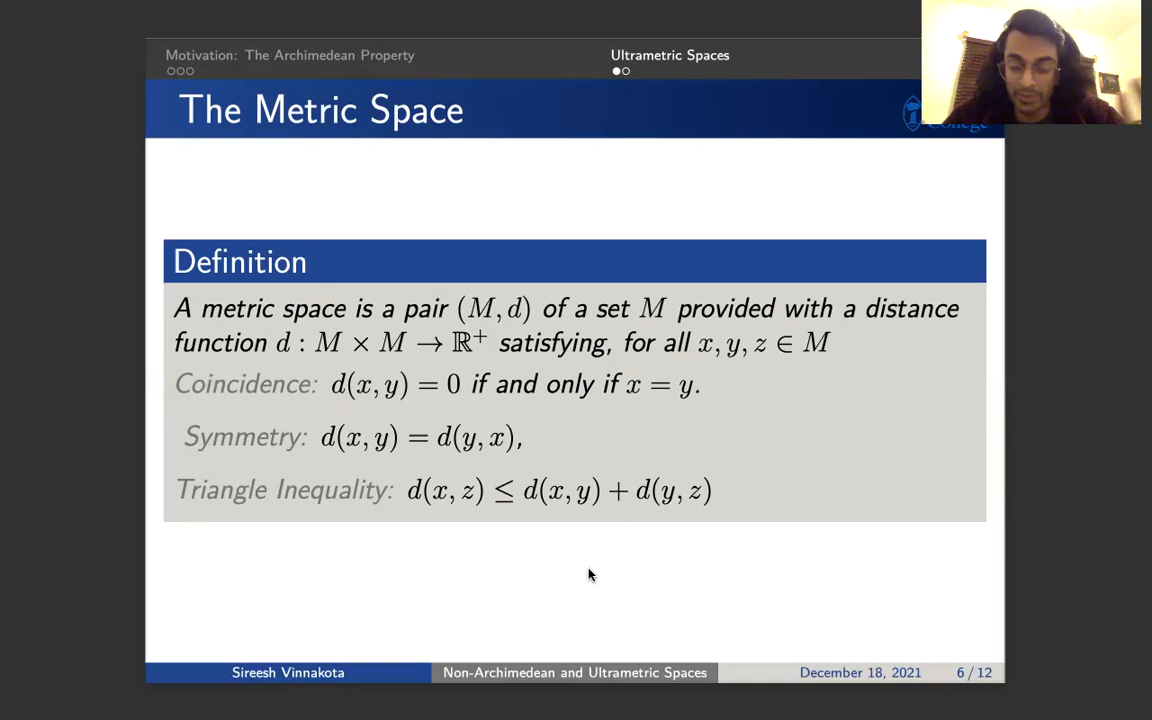 Motivation: The Archimedean Property
Ultrametric Spaces
The Metric Space
College
Definition
A metric space is a pair (M, d) of a set M provided with a distance
function d : M × M → ℝ⁺ satisfying, for all x, y, z ∈ M
Coincidence: d(x, y) = 0 if and only if x = y.
Symmetry: d(x, y) = d(y, x),
Triangle Inequality: d(x, z) ≤ d(x, y) + d(y, z)
Sireesh Vinnakota
Non-Archimedean and Ultrametric Spaces
December 18, 2021
6 / 12